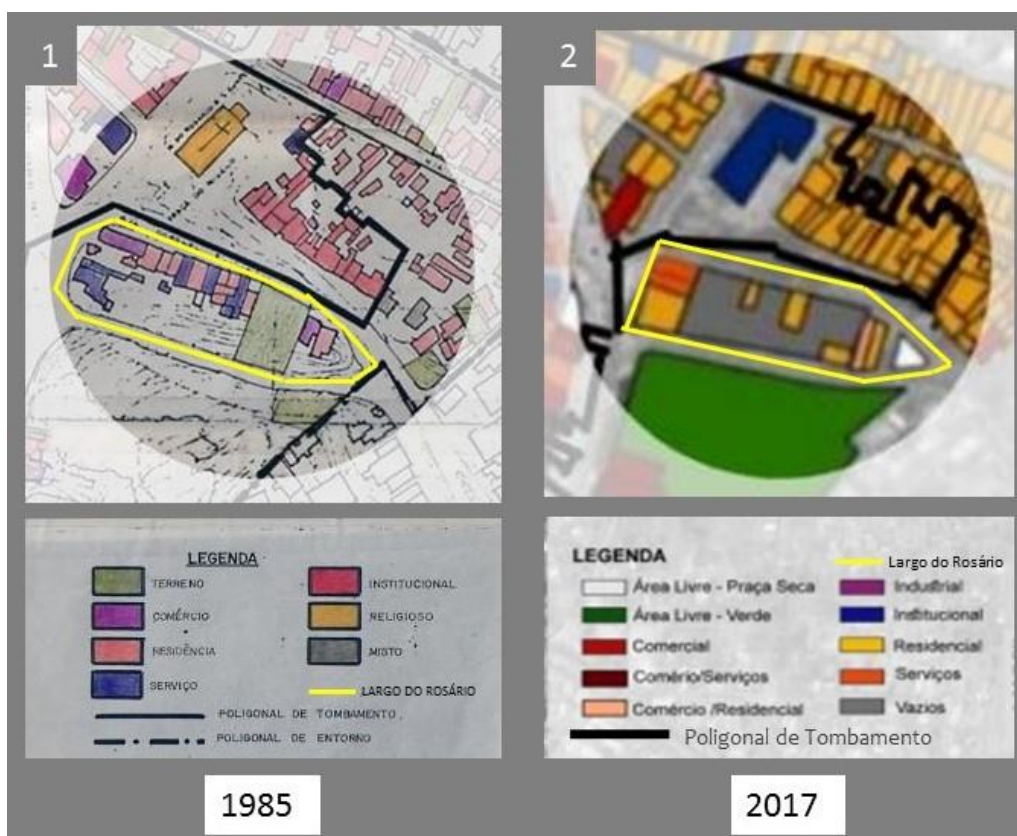 1
2
LEGENDA
TERRENO
COMÉRCIO
RESIDÊNCIA
SERVIÇO
INSTITUCIONAL
RELIGIOSO
MISTO
LARGO DO ROSÁRIO
POLIGONAL DE TOMBAMENTO
POLIGONAL DE ENTORNO
LEGENDA
Área Livre - Praça Seca
Área Livre - Verde
Comercial
Comério/Serviços
Comércio /Residencial
Largo do Rosário
Industrial
Institucional
Residencial
Serviços
Vazios
Poligonal de Tombamento
1985
2017